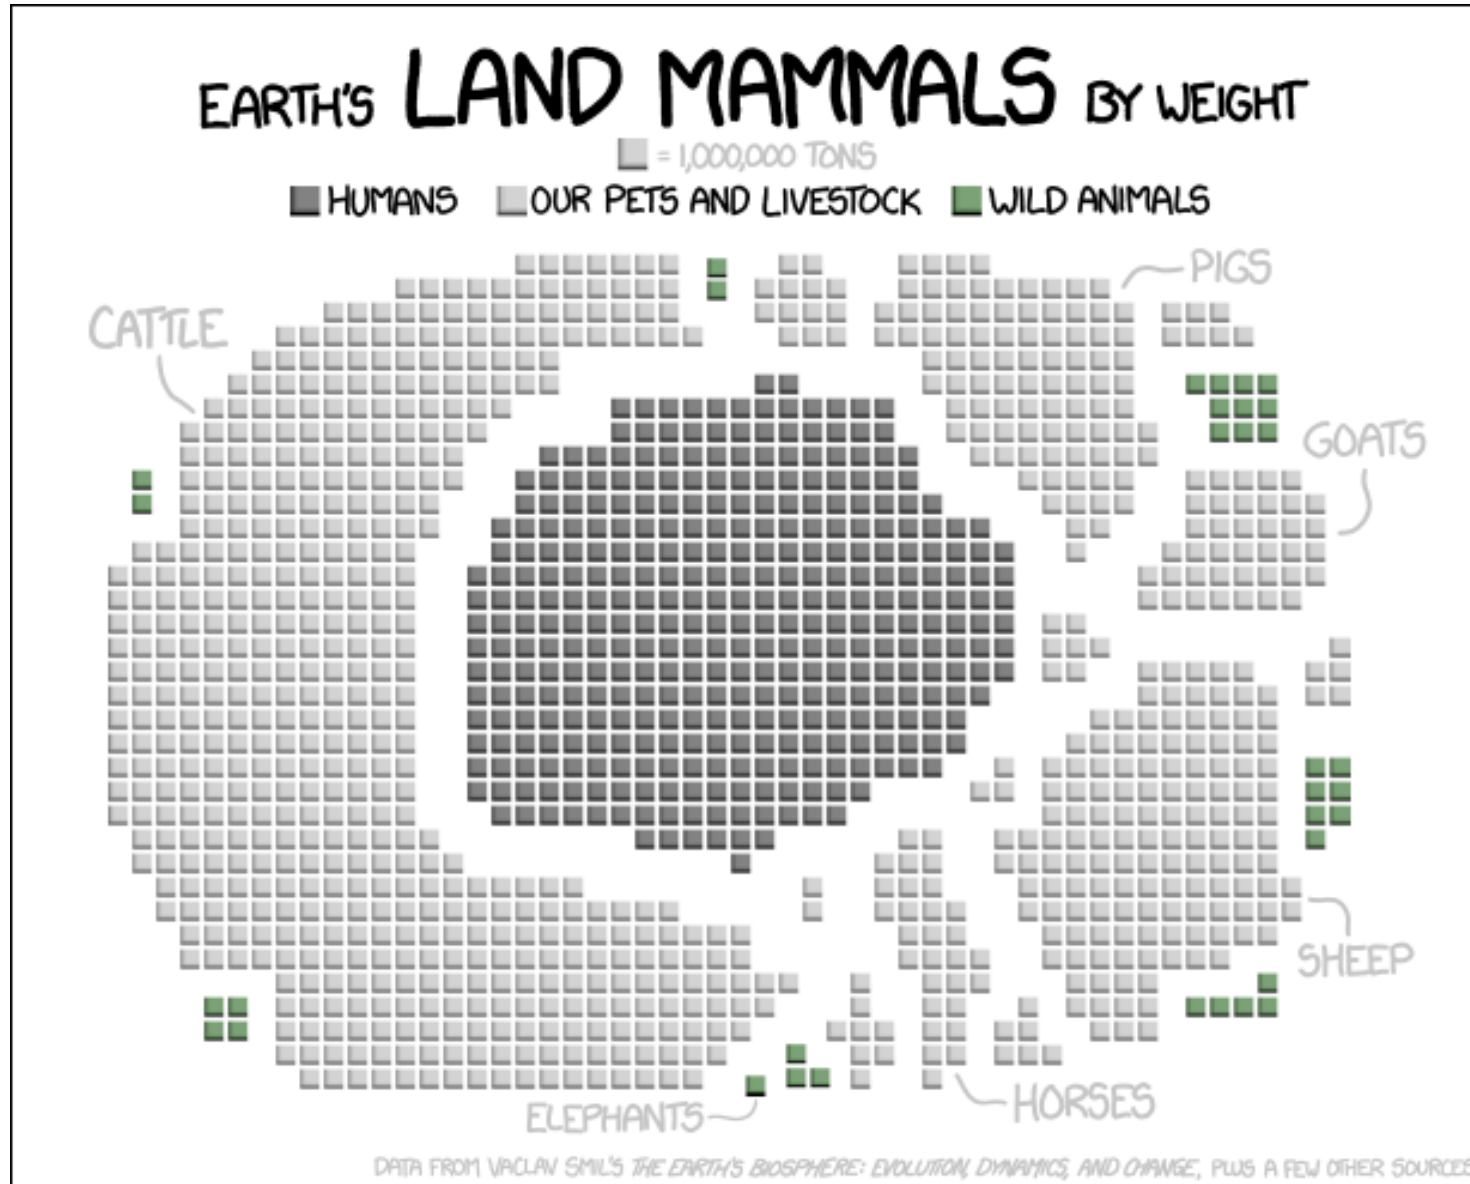 EARTH'S LAND MAMMALS BY WEIGHT
= 1,000,000 TONS
HUMANS OUR PETS AND LIVESTOCK WILD ANIMALS
PIGS
CATTLE
GOATS
SHEEP
HORSES
ELEPHANTS
DATA FROM VACLAV SMIL'S THE EARTH'S BIOSPHERE: EVOLUTION, DYNAMICS, AND CHANGE, PLUS A FEW OTHER SOURCES